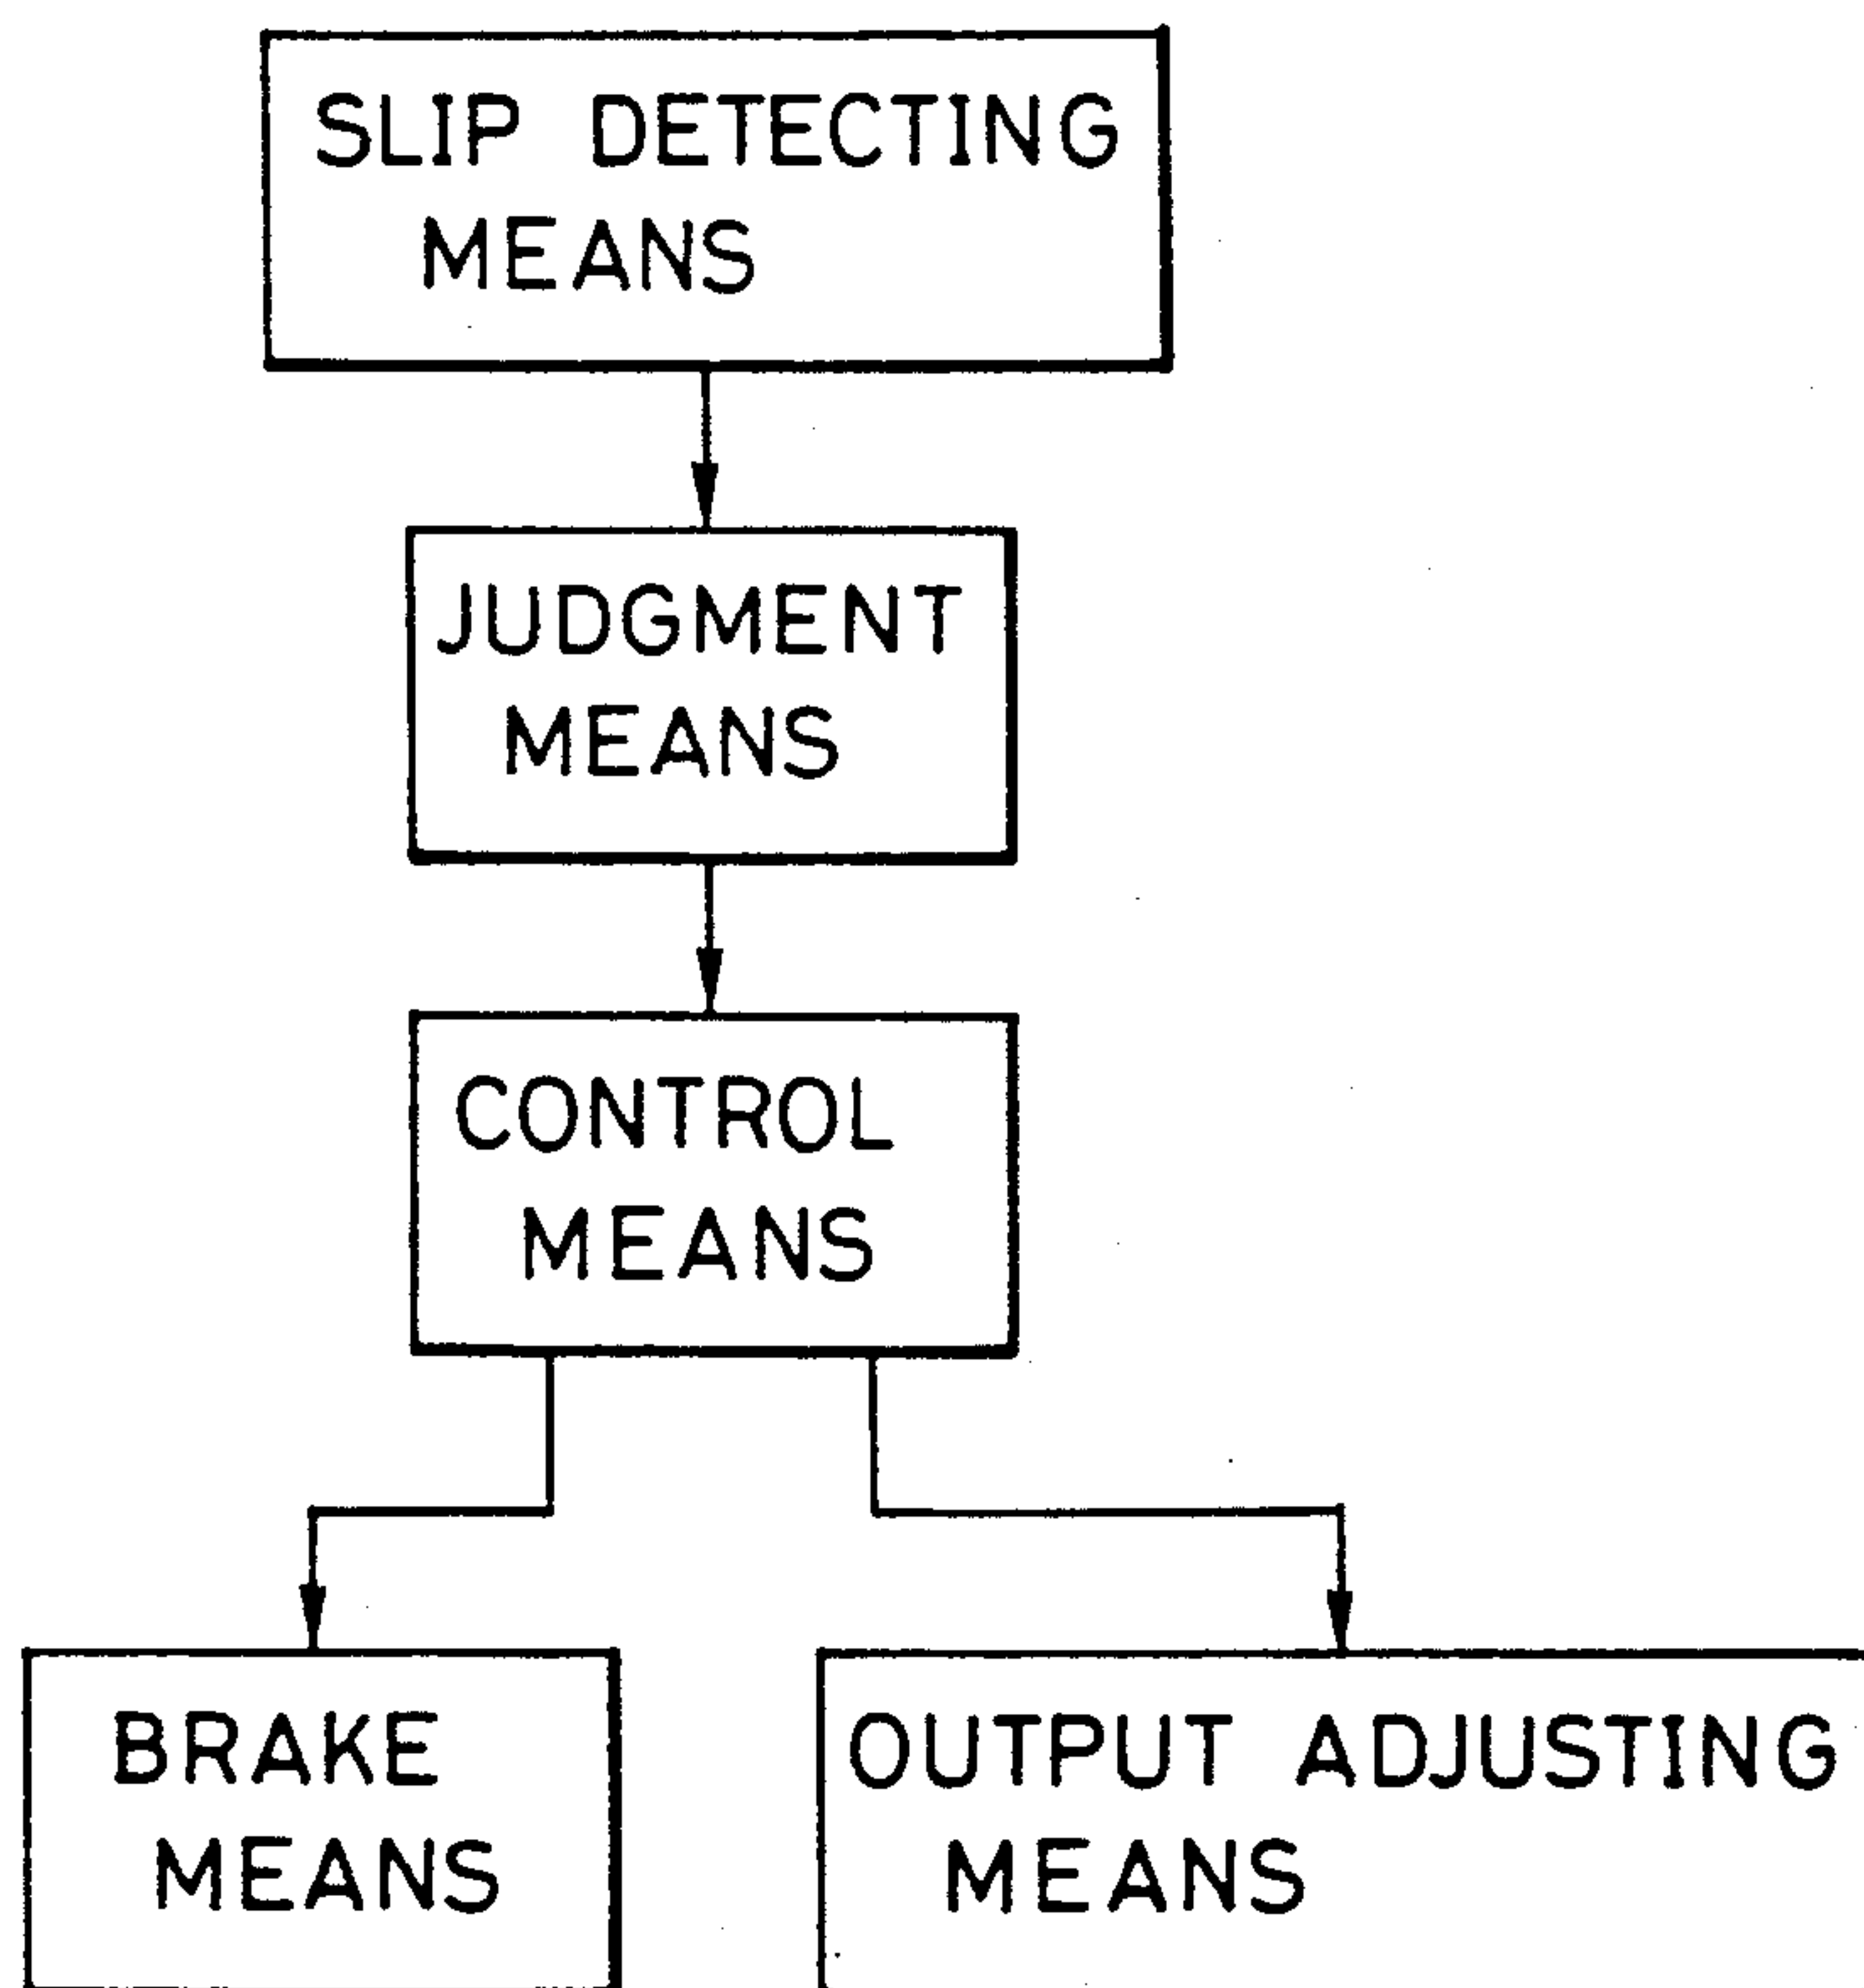 SLIP DETECTING
MEANS
JUDGMENT
MEANS
CONTROL
MEANS
BRAKE
MEANS
OUTPUT ADJUSTING
MEANS